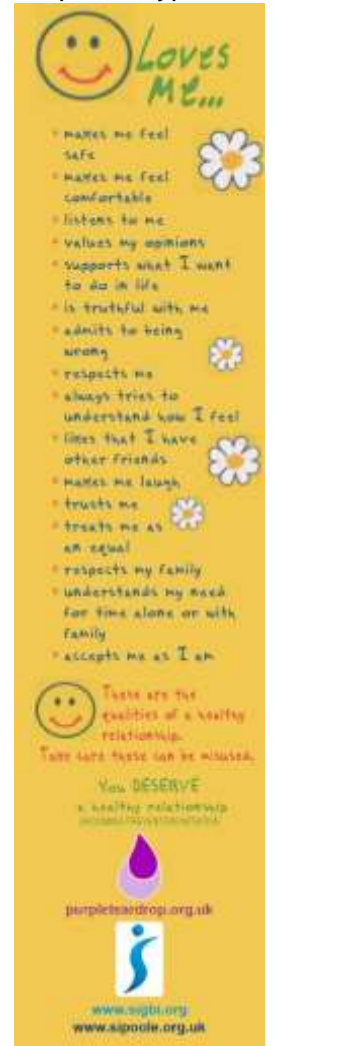 Loves
Me...
• makes me feel
safe
• makes me feel
comfortable
• listens to me
• values my opinions
• supports what I want
to do in life
• is truthful with me
• admits to being
wrong
• respects me
• always tries to
understand how I feel
• likes that I have
other friends
• makes me laugh
• trusts me
• treats me as
an equal
• respects my family
• understands my need
for time alone or with
family
• accepts me as I am
These are the
qualities of a healthy
relationship.
Take care these can be misused.
You DESERVE
a healthy relationship
purpleteardrop.org.uk
www.sigbi.org
www.sipoole.org.uk